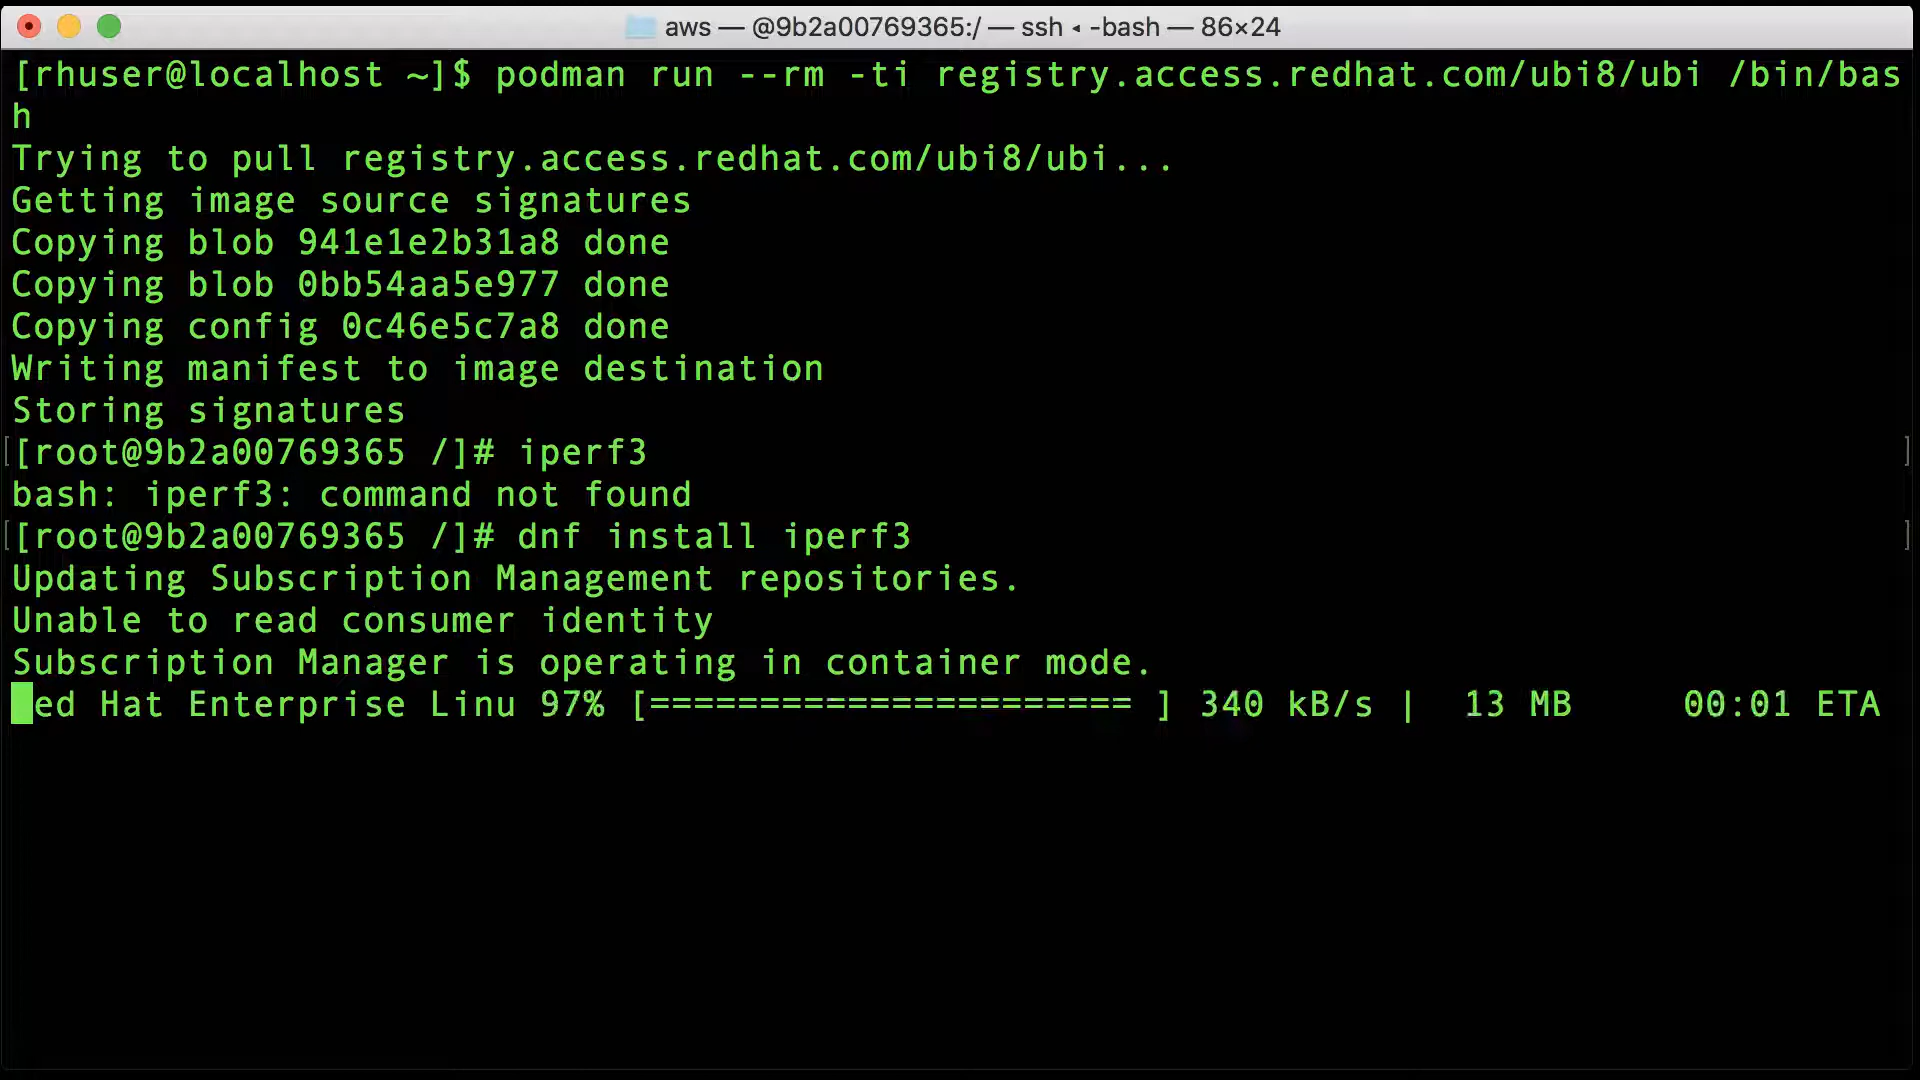 aws — @9b2a00769365:/ — ssh ◂ -bash — 86×24
[rhuser@localhost ~]$ podman run --rm -ti registry.access.redhat.com/ubi8/ubi /bin/bas
h
Trying to pull registry.access.redhat.com/ubi8/ubi...
Getting image source signatures
Copying blob 941e1e2b31a8 done
Copying blob 0bb54aa5e977 done
Copying config 0c46e5c7a8 done
Writing manifest to image destination
Storing signatures
[[root@9b2a00769365 /]# iperf3 ]
bash: iperf3: command not found
[[root@9b2a00769365 /]# dnf install iperf3 ]
Updating Subscription Management repositories.
Unable to read consumer identity
Subscription Manager is operating in container mode.
ed Hat Enterprise Linu 97% [====================== ] 340 kB/s |  13 MB     00:01 ETA